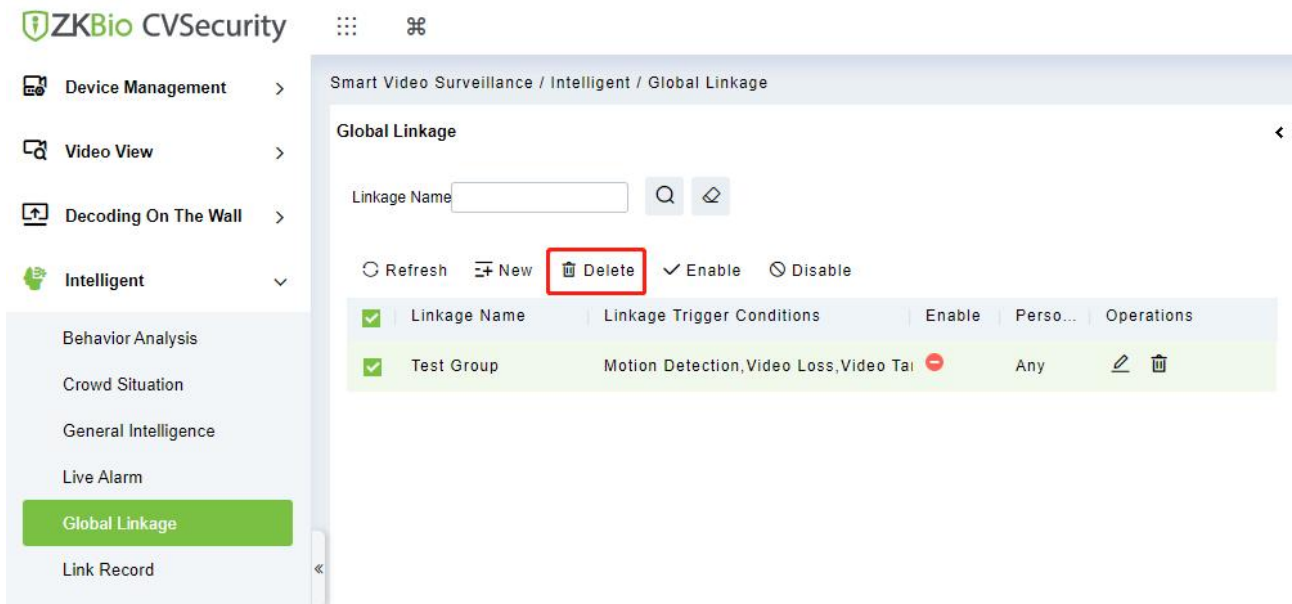 ZKBio CVSecurity
Device Management
Video View
Decoding On The Wall
Intelligent
Behavior Analysis
Crowd Situation
General Intelligence
Live Alarm
Global Linkage
Link Record
Smart Video Surveillance / Intelligent / Global Linkage
Global Linkage
Linkage Name
Refresh New Delete Enable Disable
Linkage Name Linkage Trigger Conditions Enable Perso... Operations
Test Group Motion Detection,Video Loss,Video Any